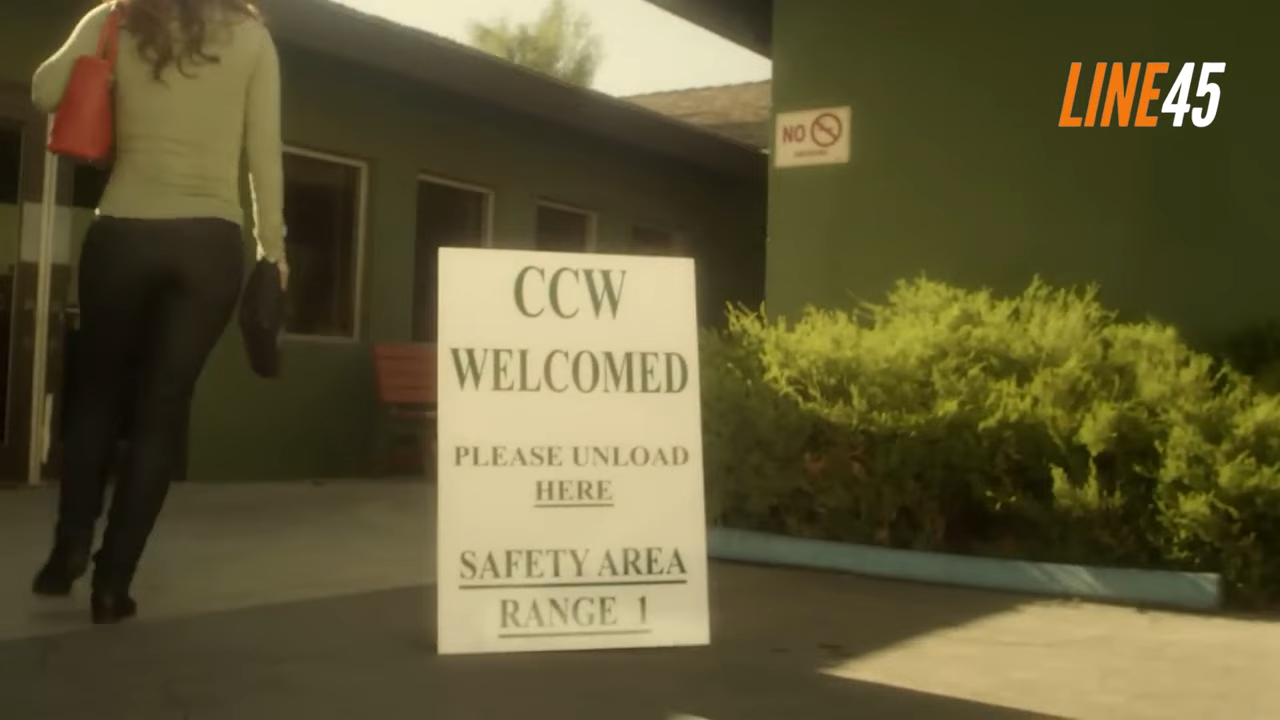 LINE45
NO
CCW
WELCOMED
PLEASE UNLOAD
HERE
SAFETY AREA
RANGE 1